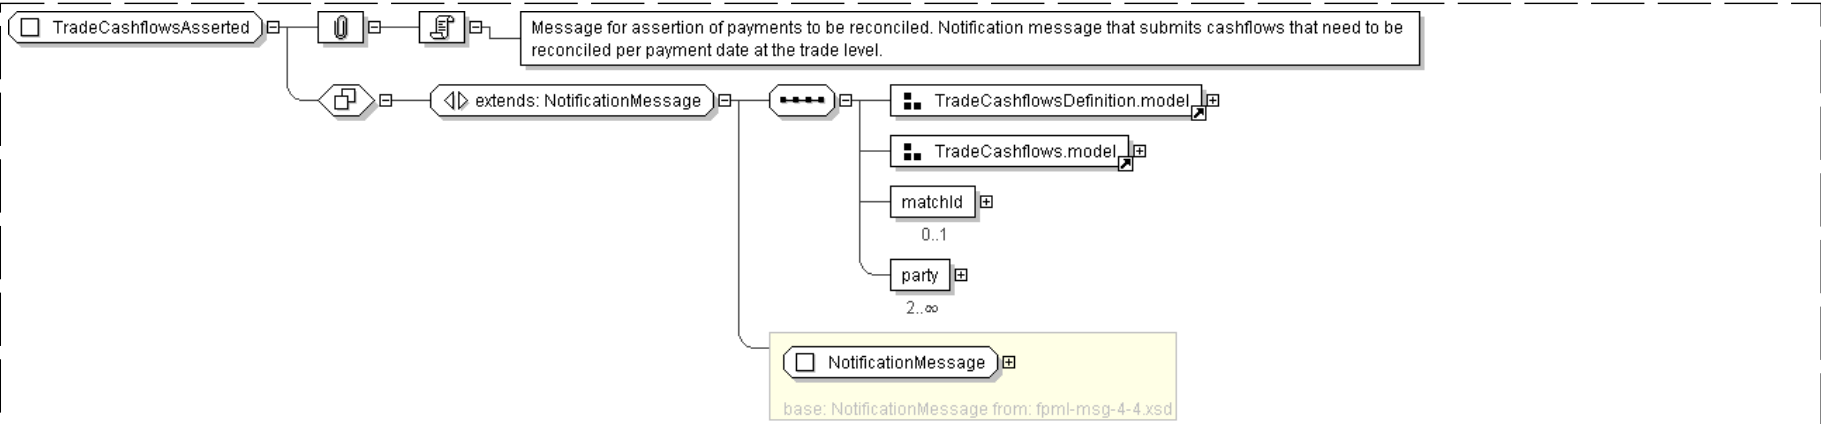 TradeCashflowsAsserted
Message for assertion of payments to be reconciled. Notification message that submits cashflows that need to be
reconciled per payment date at the trade level.
extends: NotificationMessage
TradeCashflowsDefinition.model
TradeCashflows.model
matchId
0..1
party
2..∞
NotificationMessage
base: NotificationMessage from: fpml-msg-4-4.xsd